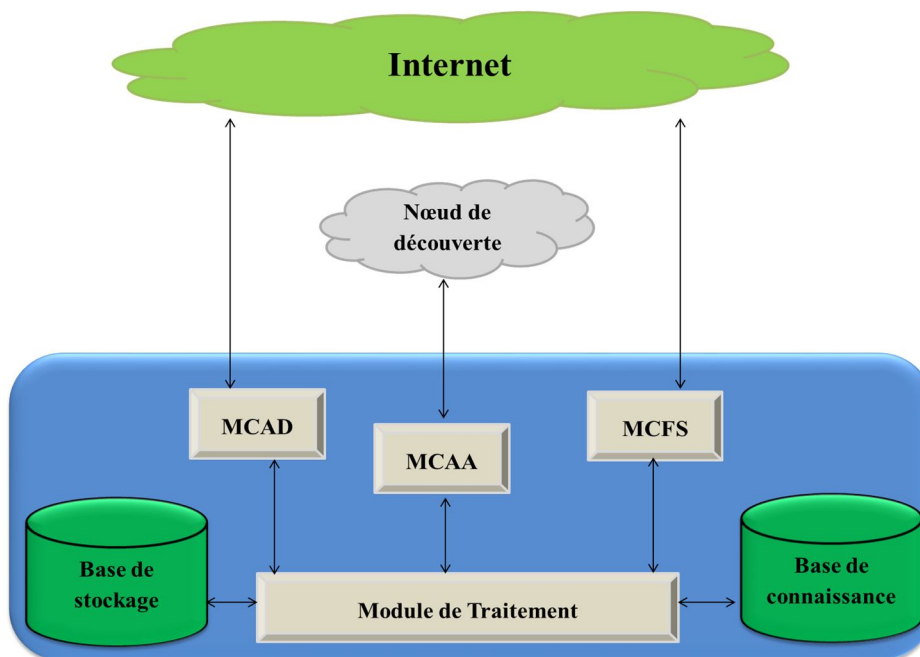 Internet
Nœud de
découverte
MCAD
MCAA
MCFS
Base de
stockage
Module de Traitement
Base de
connaissance